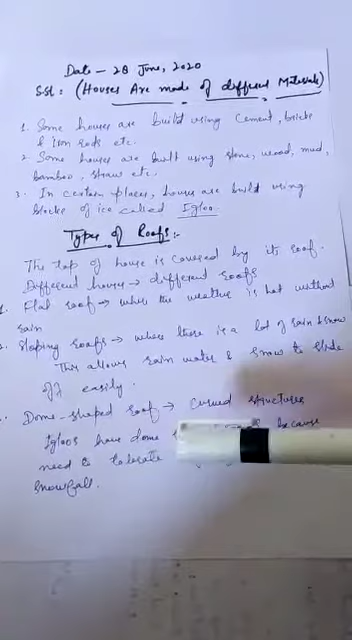 Date - 28 June, 2020
SSt: (Houses Are made of different Materials)
1. Some houses are build using cement, bricks
& iron rods etc.
2. Some houses are built using stone, wood, mud,
bamboo, straw etc.
3. In certain places, houses are build using
blocks of ice called Igloo.
Types of Roofs:-
The top of house is covered by its roof.
Different houses → different roofs
1. Flat roof → where the weather is hot without
rain
2. Sloping roofs → where there is a lot of rain & snow
This allows rain water & snow to slide
off easily.
Dome-shaped roof → curved structures
Igloos have dome because
need to tolerate
snowfall.